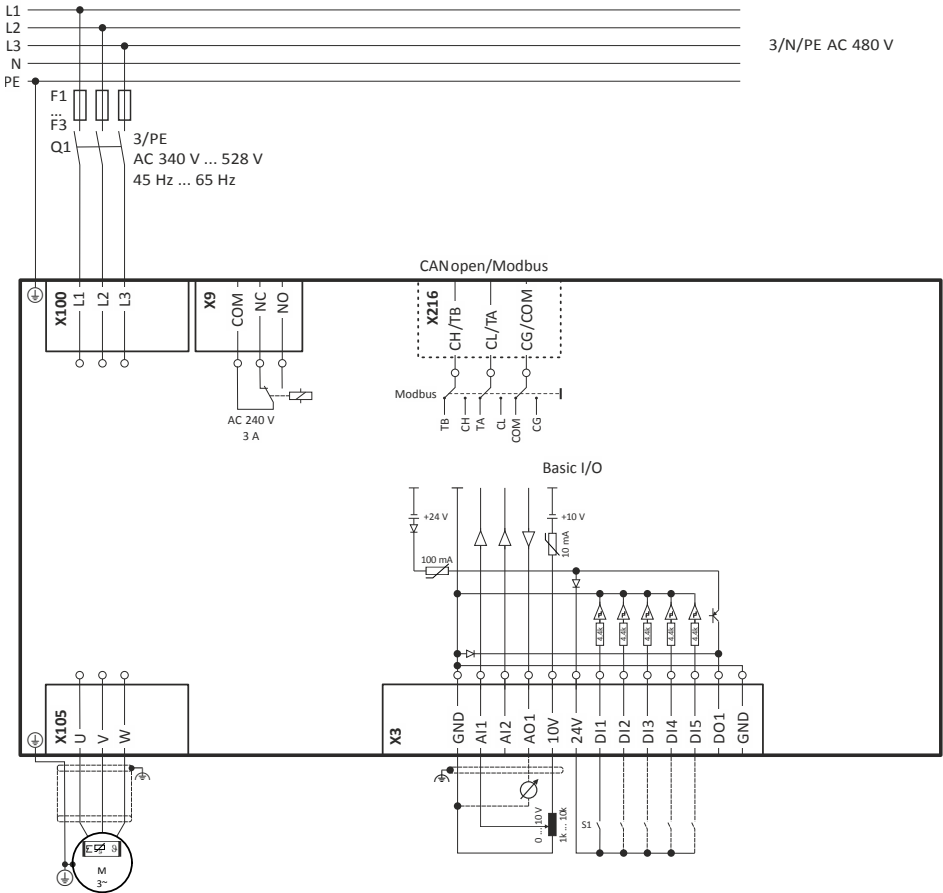 L1
L2
L3
N
PE
3/N/PE AC 480 V
F1
...
F3
Q1
3/PE
AC 340 V ... 528 V
45 Hz ... 65 Hz
CANopen/Modbus
X100
L1
L2
L3
X9
COM
NC
NO
X216
CH/TB
CL/TA
CG/COM
AC 240 V
3 A
Modbus
TB
CH
TA
CL
COM
CG
Basic I/O
+24 V
+10 V
10 mA
100 mA
4.4k
4.4k
4.4k
4.4k
4.4k
X105
U
V
W
X3
GND
AI1
AI2
AO1
10V
24V
DI1
DI2
DI3
DI4
DI5
DO1
GND
0 ... 10 V
1k ... 10k
S1
ϑ
M
3~